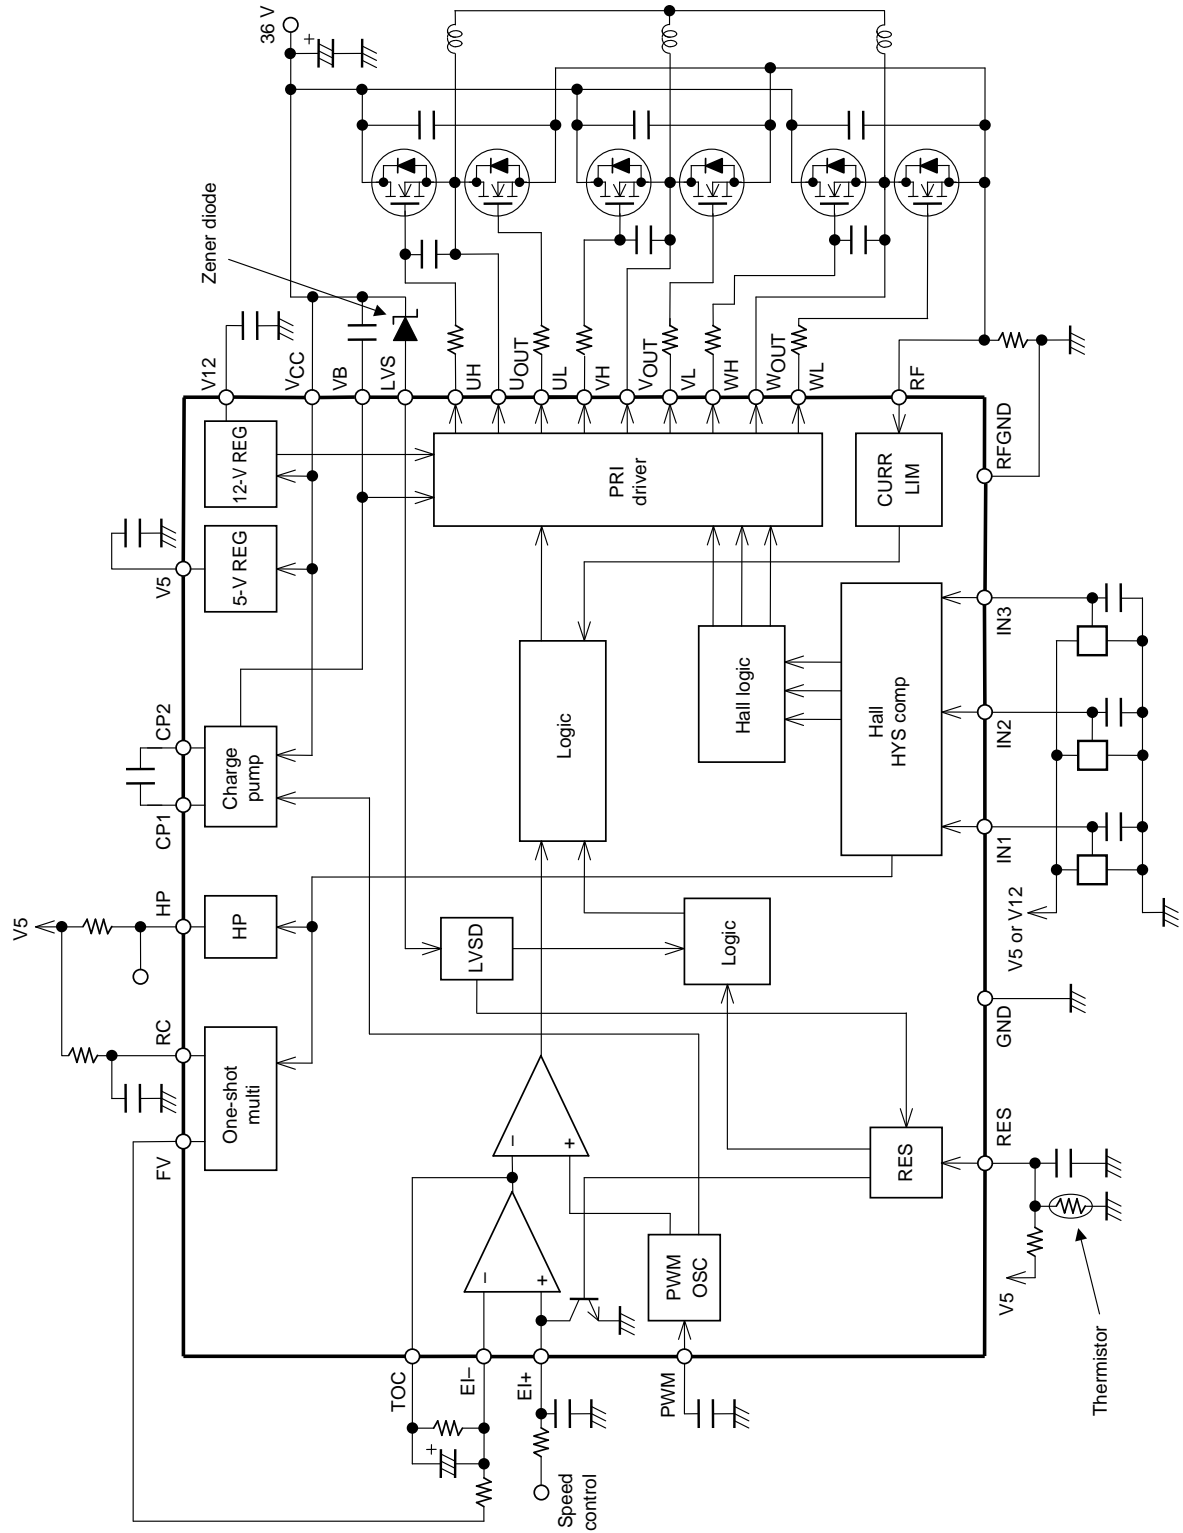 V5
FV
RC
HP
CP1
CP2
V5
V12
VCC
VB
LVS
Zener diode
36 V
+
One-shot
multi
HP
Charge
pump
5-V REG
12-V REG
UH
UOUT
UL
VH
VOUT
VL
WH
WOUT
WL
RF
TOC
EI–
EI+
PWM
+
Speed
control
–
+
–
+
LVSD
Logic
Logic
PRI
driver
CURR
LIM
Hall logic
Hall
HYS comp
PWM
OSC
RES
RES
GND
IN1
IN2
IN3
RFGND
V5
Thermistor
V5 or V12